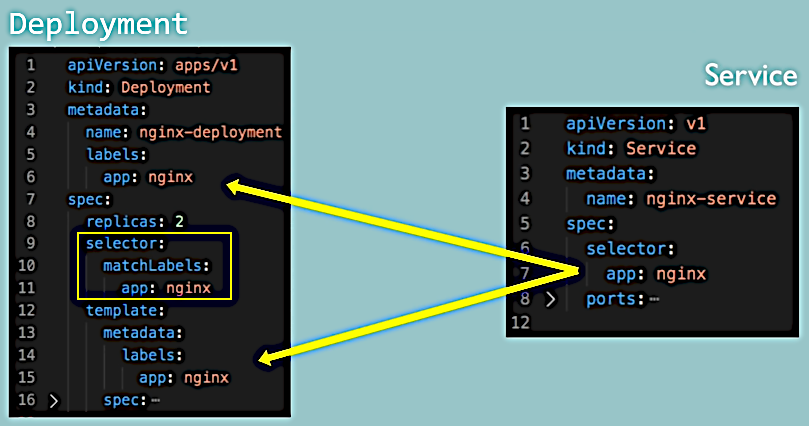 Deployment
1 apiVersion: apps/v1
2 kind: Deployment
3 metadata:
4 name: nginx-deployment
5 labels:
6 app: nginx
7 spec:
8 replicas: 2
9 selector:
10 matchLabels:
11 app: nginx
12 template:
13 metadata:
14 labels:
15 app: nginx
16 > spec:⋯
Service
1 apiVersion: v1
2 kind: Service
3 metadata:
4 name: nginx-service
5 spec:
6 selector:
7 app: nginx
8 > ports:⋯
12